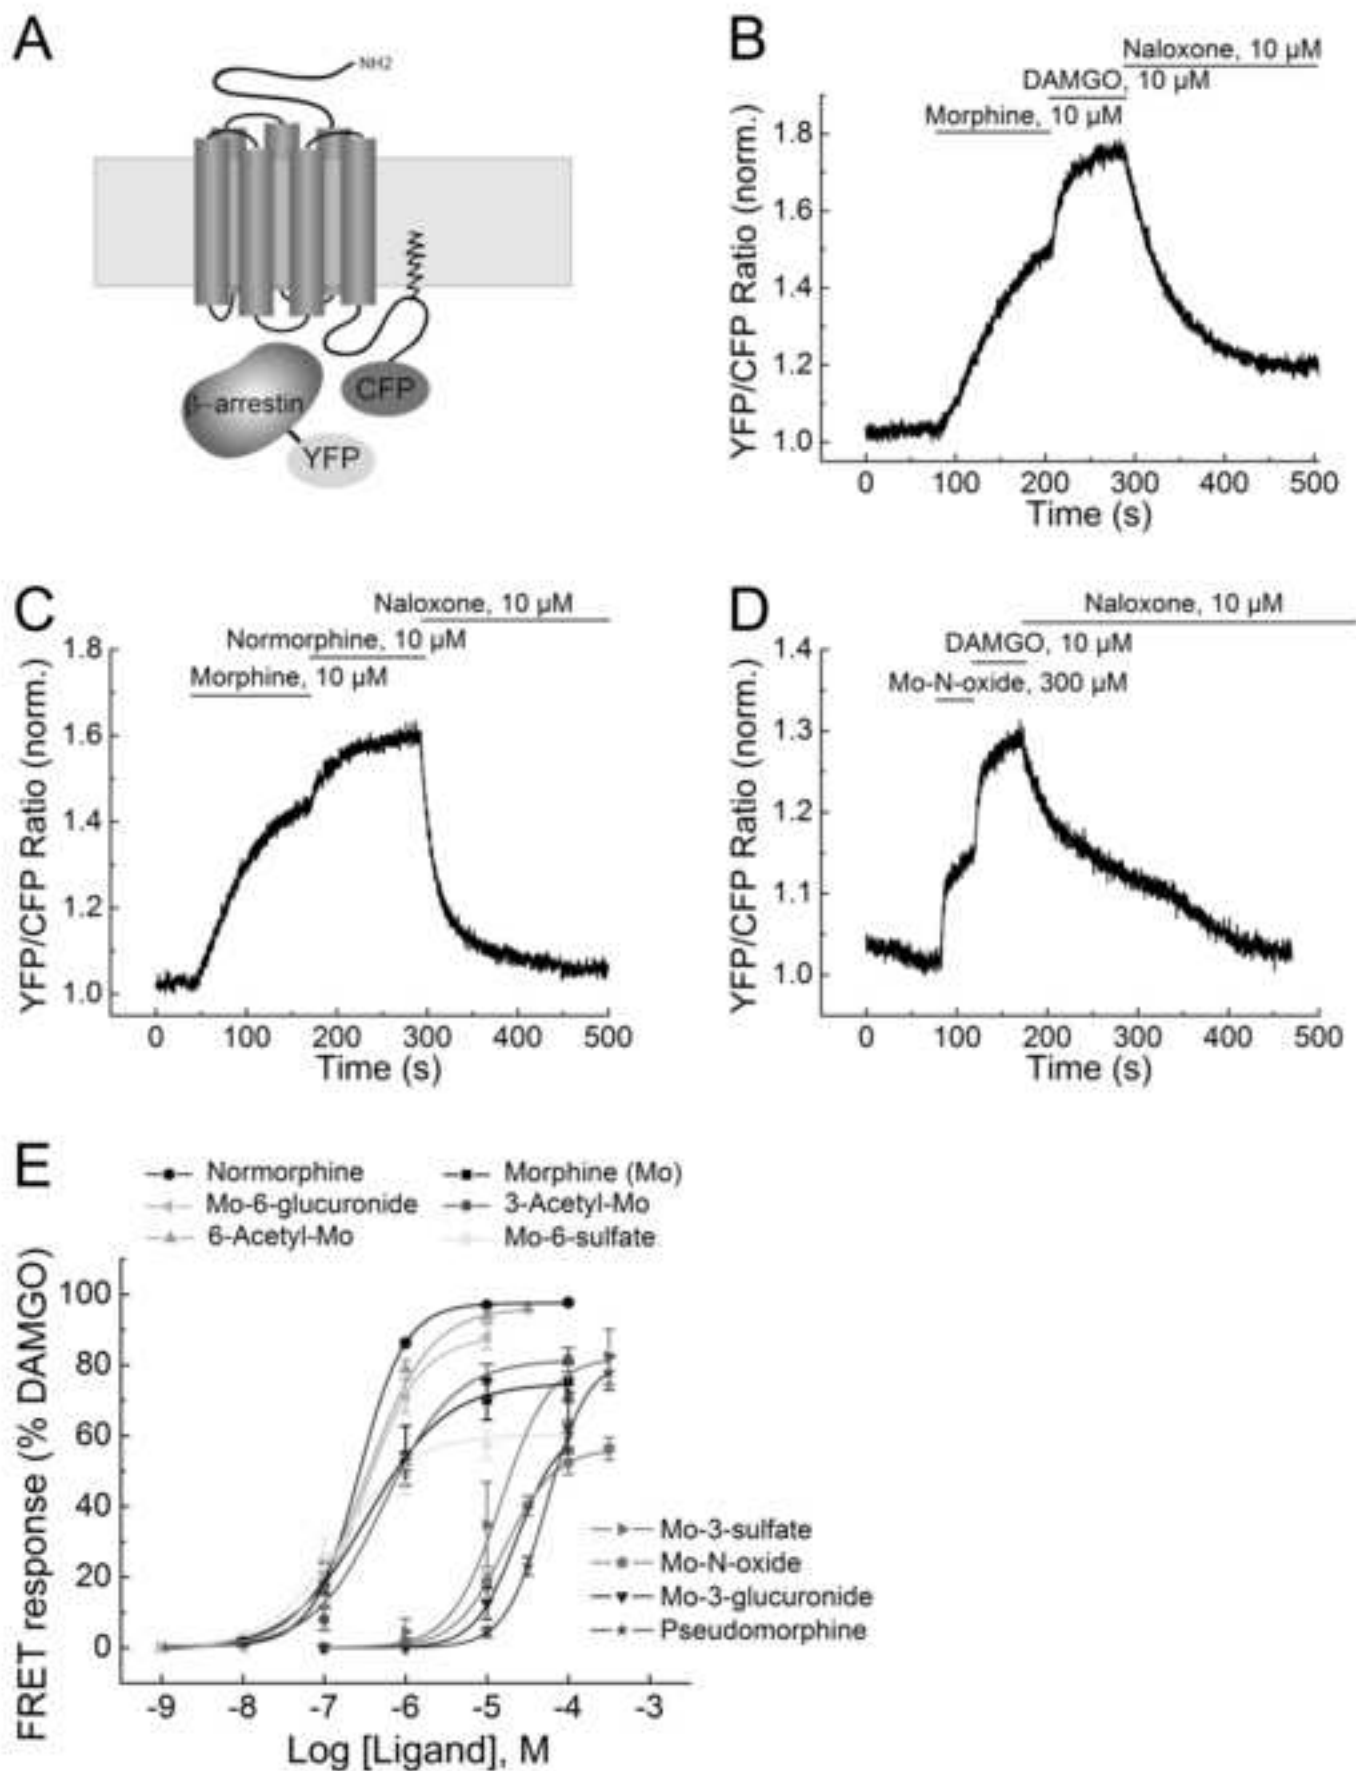 A
NH2
β-arrestin
CFP
YFP
B
Naloxone, 10 µM
DAMGO, 10 µM
Morphine, 10 µM
YFP/CFP Ratio (norm.)
1.8
1.6
1.4
1.2
1.0
0 100 200 300 400 500
Time (s)
C
Naloxone, 10 µM
Normorphine, 10 µM
Morphine, 10 µM
YFP/CFP Ratio (norm.)
1.8
1.6
1.4
1.2
1.0
0 100 200 300 400 500
Time (s)
D
Naloxone, 10 µM
DAMGO, 10 µM
Mo-N-oxide, 300 µM
YFP/CFP Ratio (norm.)
1.4
1.3
1.2
1.1
1.0
0 100 200 300 400 500
Time (s)
E
Normorphine
Morphine (Mo)
Mo-6-glucuronide
3-Acetyl-Mo
6-Acetyl-Mo
Mo-6-sulfate
FRET response (% DAMGO)
100
80
60
40
20
0
Mo-3-sulfate
Mo-N-oxide
Mo-3-glucuronide
Pseudomorphine
-9 -8 -7 -6 -5 -4 -3
Log [Ligand], M